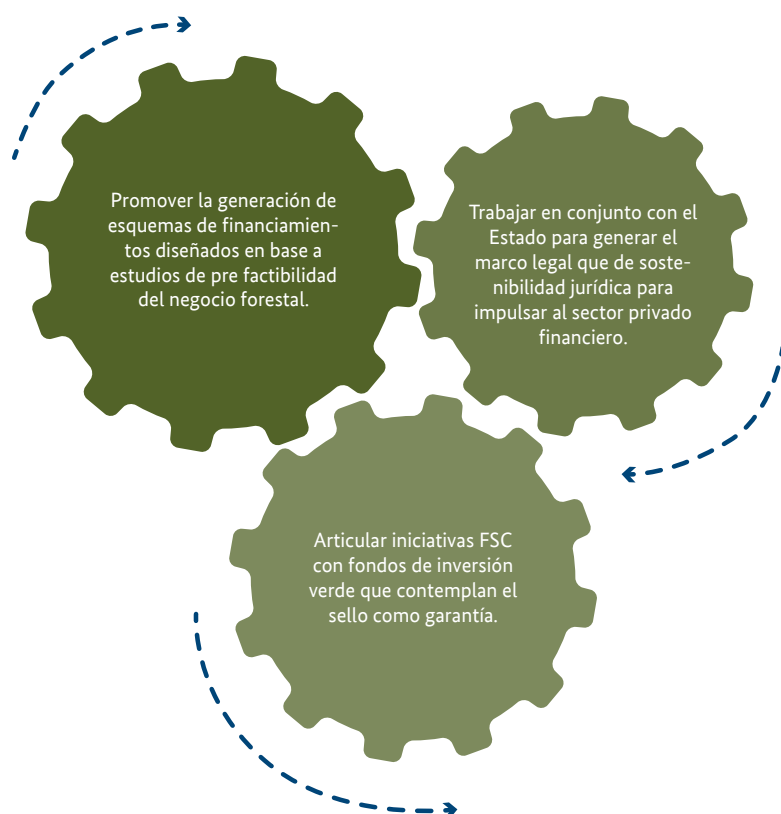 Promover la generación de
esquemas de financiamien-
tos diseñados en base a
estudios de pre factibilidad
del negocio forestal.
Trabajar en conjunto con el
Estado para generar el
marco legal que de soste-
nibilidad jurídica para
impulsar al sector privado
financiero.
Articular iniciativas FSC
con fondos de inversión
verde que contemplan el
sello como garantía.